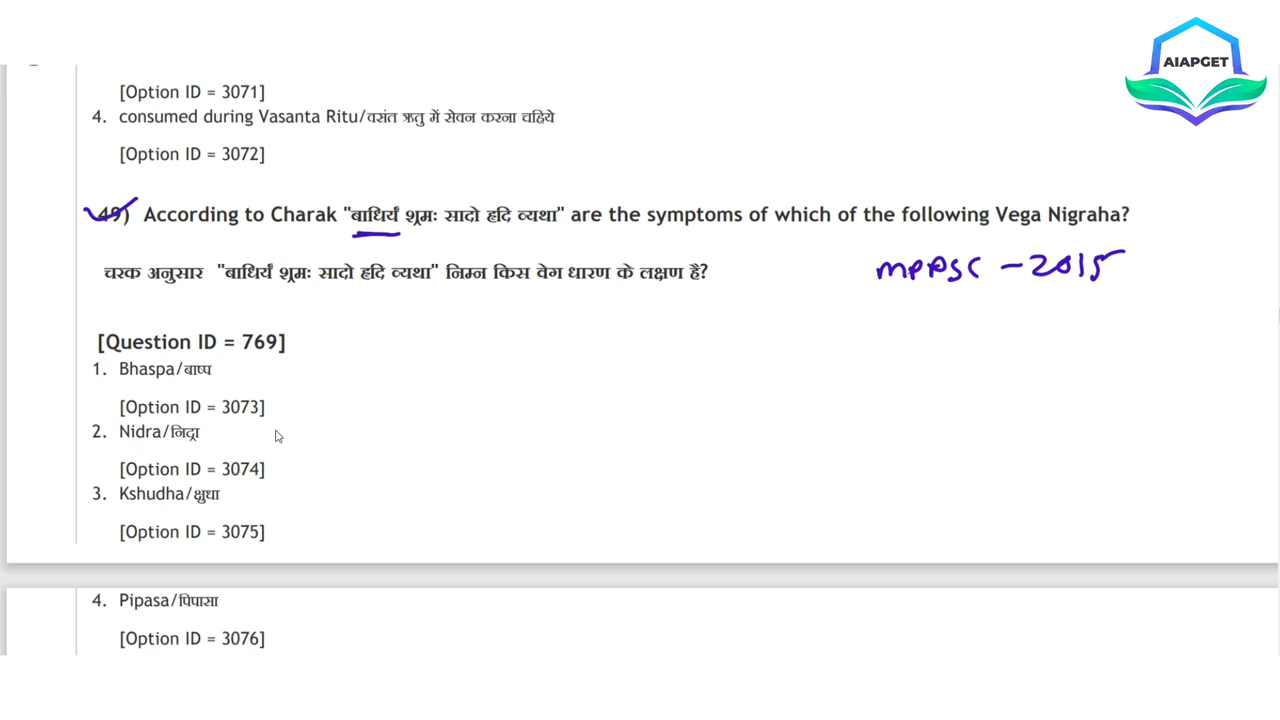 AIAPGET
[Option ID = 3071]
4. consumed during Vasanta Ritu/वसंत ऋतु में सेवन करना चहिये
[Option ID = 3072]
49) According to Charak "बाधिर्यं श्रमः सादो हृदि व्यथा" are the symptoms of which of the following Vega Nigraha?
चरक अनुसार "बाधिर्यं श्रमः सादो हृदि व्यथा" निम्न किस वेग धारण के लक्षण है?
MPPSC - 2015
[Question ID = 769]
1. Bhaspa/बाष्प
[Option ID = 3073]
2. Nidra/निद्रा
[Option ID = 3074]
3. Kshudha/क्षुधा
[Option ID = 3075]
4. Pipasa/पिपासा
[Option ID = 3076]